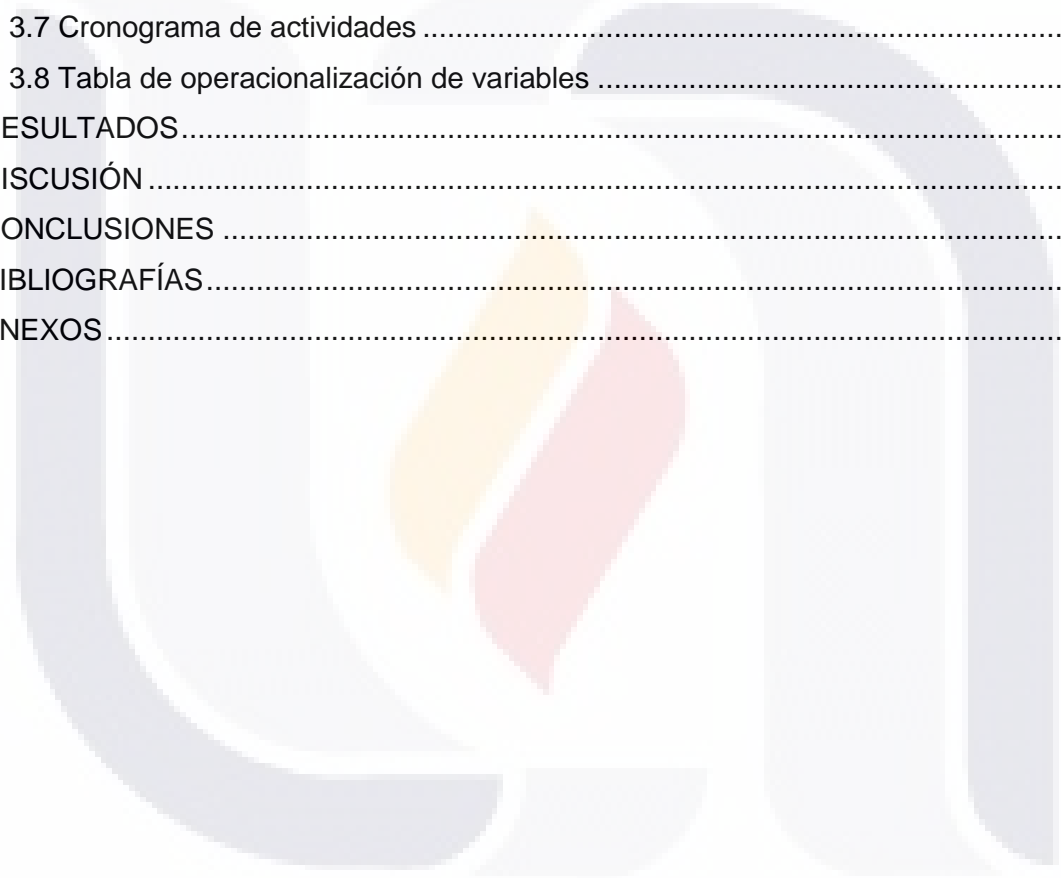 3.7 Cronograma de actividades ........................................................................................
3.8 Tabla de operacionalización de variables ..................................................................
ESULTADOS....................................................................................................................
ISCUSIÓN ........................................................................................................................
ONCLUSIONES ...............................................................................................................
IBLIOGRAFÍAS.................................................................................................................
NEXOS.............................................................................................................................